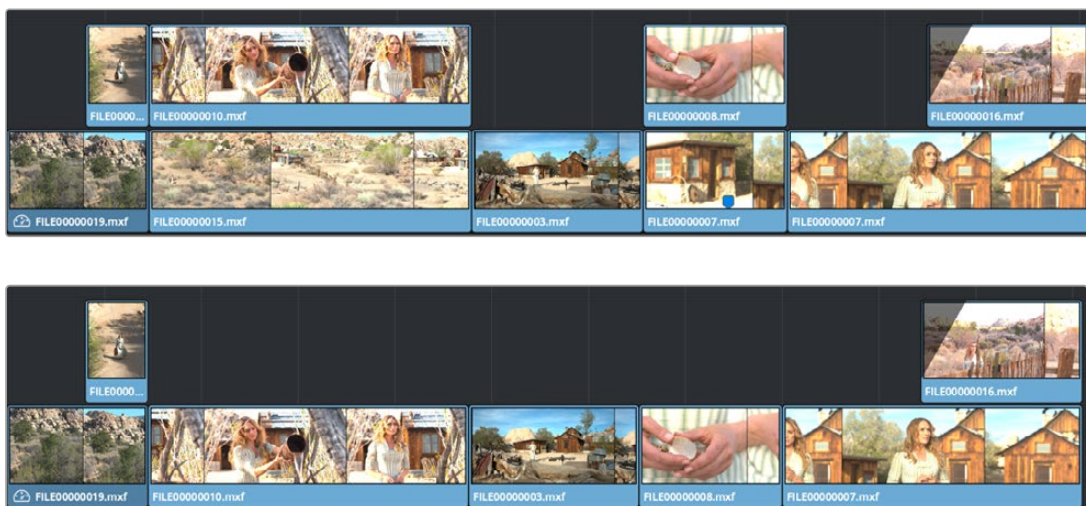 FILE0000...
FILE00000010.mxf
FILE00000008.mxf
FILE00000016.mxf
FILE00000019.mxf
FILE00000015.mxf
FILE00000003.mxf
FILE00000007.mxf
FILE00000007.mxf
FILE0000...
FILE00000016.mxf
FILE00000019.mxf
FILE00000010.mxf
FILE00000003.mxf
FILE00000008.mxf
FILE00000007.mxf